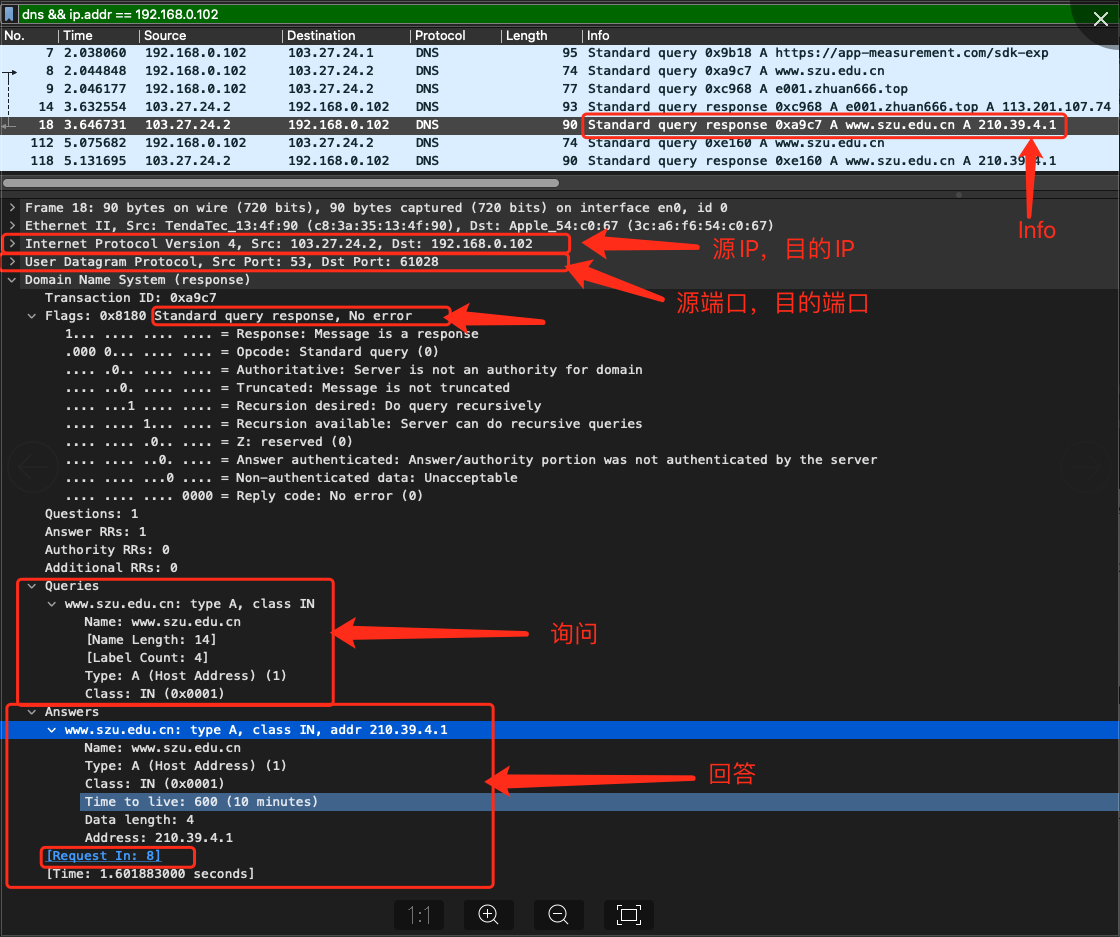 dns && ip.addr == 192.168.0.102
No. Time Source Destination Protocol Length Info
7 2.038060 192.168.0.102 103.27.24.1 DNS 95 Standard query 0x9b18 A https://app-measurement.com/sdk-exp
8 2.044848 192.168.0.102 103.27.24.2 DNS 74 Standard query 0xa9c7 A www.szu.edu.cn
9 2.046177 192.168.0.102 103.27.24.2 DNS 77 Standard query 0xc968 A e001.zhuan666.top
14 3.632554 103.27.24.2 192.168.0.102 DNS 93 Standard query response 0xc968 A e001.zhuan666.top A 113.201.107.74
18 3.646731 103.27.24.2 192.168.0.102 DNS 90 Standard query response 0xa9c7 A www.szu.edu.cn A 210.39.4.1
112 5.075682 192.168.0.102 103.27.24.2 DNS 74 Standard query 0xe160 A www.szu.edu.cn
118 5.131695 103.27.24.2 192.168.0.102 DNS 90 Standard query response 0xe160 A www.szu.edu.cn A 210.39.4.1
Frame 18: 90 bytes on wire (720 bits), 90 bytes captured (720 bits) on interface en0, id 0
Ethernet II, Src: TendaTec_13:4f:90 (c8:3a:35:13:4f:90), Dst: Apple_54:c0:67 (3c:a6:f6:54:c0:67)
Info
Internet Protocol Version 4, Src: 103.27.24.2, Dst: 192.168.0.102
源IP，目的IP
User Datagram Protocol, Src Port: 53, Dst Port: 61028
Domain Name System (response)
源端口，目的端口
Transaction ID: 0xa9c7
Flags: 0x8180 Standard query response, No error
1... .... .... .... = Response: Message is a response
.000 0... .... .... = Opcode: Standard query (0)
.... .0.. .... .... = Authoritative: Server is not an authority for domain
.... ..0. .... .... = Truncated: Message is not truncated
.... ...1 .... .... = Recursion desired: Do query recursively
.... .... 1... .... = Recursion available: Server can do recursive queries
.... .... .0.. .... = Z: reserved (0)
.... .... ..0. .... = Answer authenticated: Answer/authority portion was not authenticated by the server
.... .... ...0 .... = Non-authenticated data: Unacceptable
.... .... .... 0000 = Reply code: No error (0)
Questions: 1
Answer RRs: 1
Authority RRs: 0
Additional RRs: 0
Queries
www.szu.edu.cn: type A, class IN
Name: www.szu.edu.cn
询问
[Name Length: 14]
[Label Count: 4]
Type: A (Host Address) (1)
Class: IN (0x0001)
Answers
www.szu.edu.cn: type A, class IN, addr 210.39.4.1
Name: www.szu.edu.cn
Type: A (Host Address) (1)
回答
Class: IN (0x0001)
Time to live: 600 (10 minutes)
Data length: 4
Address: 210.39.4.1
[Request In: 8]
[Time: 1.601883000 seconds]
1:1